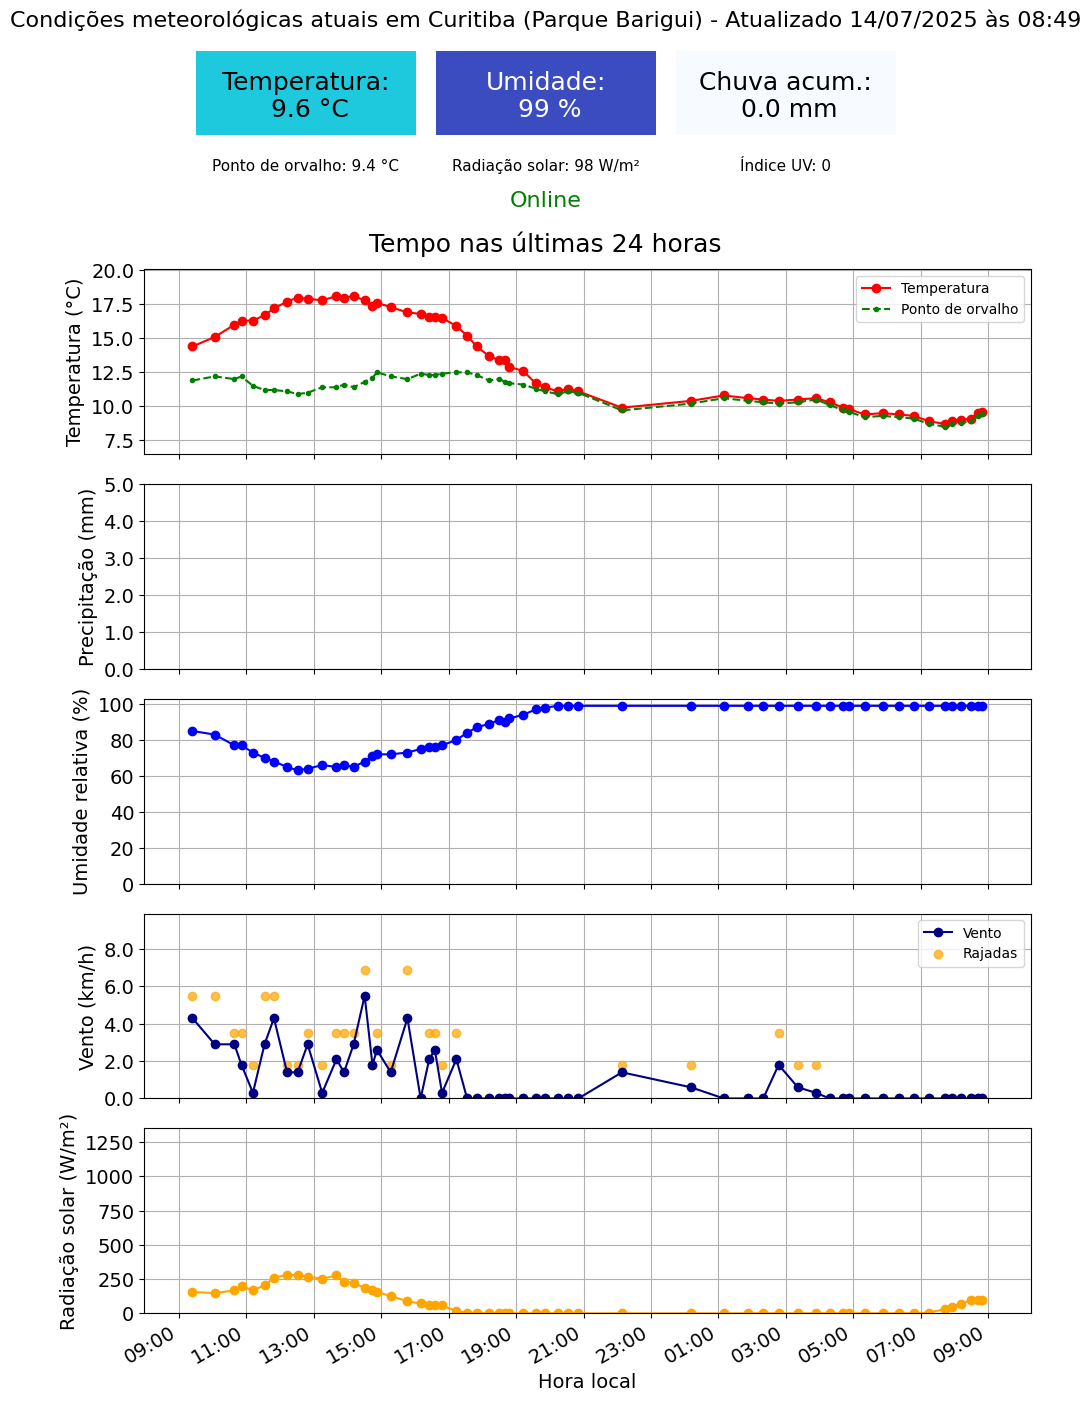 Condições meteorológicas atuais em Curitiba (Parque Barigui) - Atualizado 14/07/2025 às 08:49
Temperatura:
9.6 °C
Umidade:
99 %
Chuva acum.:
0.0 mm
Ponto de orvalho: 9.4 °C
Radiação solar: 98 W/m²
Índice UV: 0
Online
Tempo nas últimas 24 horas
Temperatura (°C)
20.0
17.5
15.0
12.5
10.0
7.5
Temperatura
Ponto de orvalho
Precipitação (mm)
5.0
4.0
3.0
2.0
1.0
0.0
Umidade relativa (%)
100
80
60
40
20
0
Vento (km/h)
8.0
6.0
4.0
2.0
0.0
Vento
Rajadas
Radiação solar (W/m²)
1250
1000
750
500
250
0
09:00
11:00
13:00
15:00
17:00
19:00
21:00
23:00
01:00
03:00
05:00
07:00
09:00
Hora local